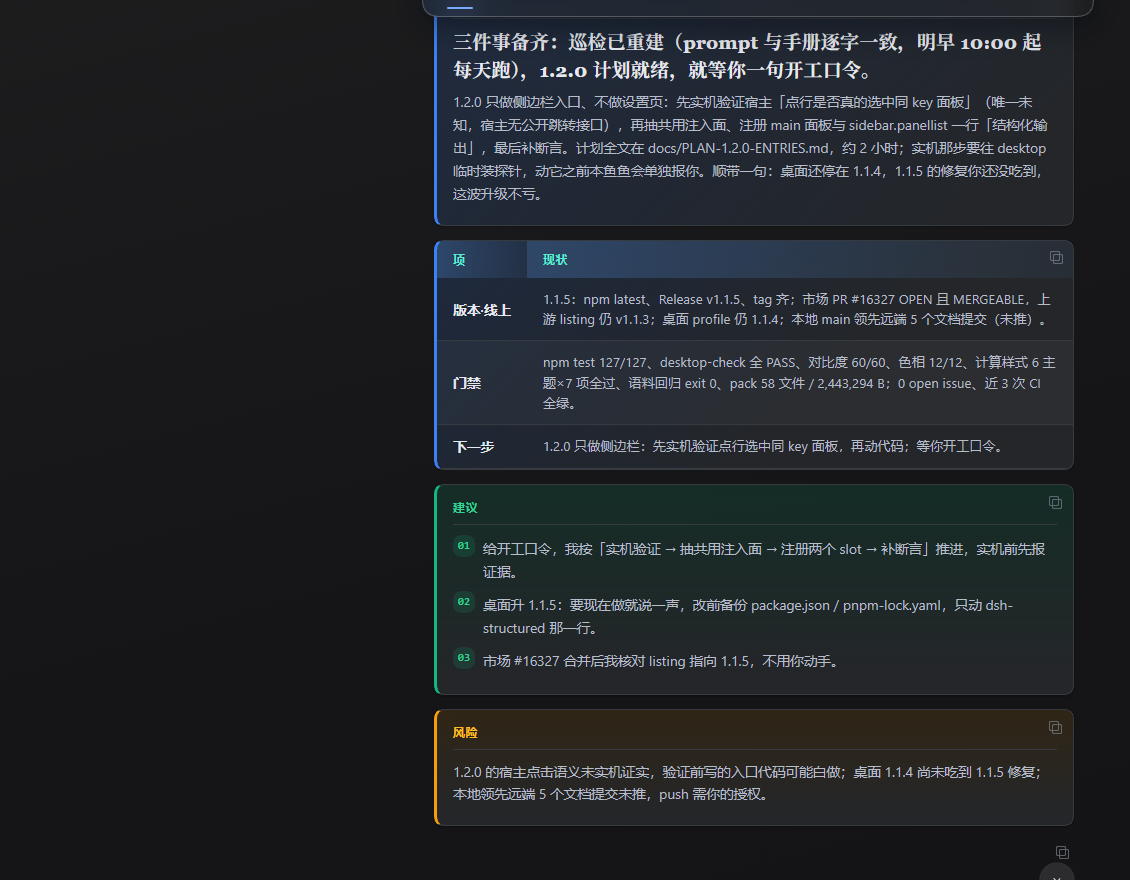 三件事备齐：巡检已重建（prompt 与手册逐字一致，明早 10:00 起
每天跑），1.2.0 计划就绪，就等你一句开工口令。
1.2.0 只做侧边栏入口、不做设置页：先实机验证宿主「点行是否真的选中同 key 面板」（唯一未
知，宿主无公开跳转接口），再抽共用注入面、注册 main 面板与 sidebar.panellist 一行「结构化输
出」，最后补断言。计划全文在 docs/PLAN-1.2.0-ENTRIES.md，约 2 小时；实机那步要往 desktop
临时装探针，动它之前本鱼鱼会单独报你。顺带一句：桌面还停在 1.1.4，1.1.5 的修复你还没吃到，
这波升级不亏。
项 现状
版本·线上
1.1.5：npm latest、Release v1.1.5、tag 齐；市场 PR #16327 OPEN 且 MERGEABLE，上
游 listing 仍 v1.1.3；桌面 profile 仍 1.1.4；本地 main 领先远端 5 个文档提交（未推）。
门禁
npm test 127/127、desktop-check 全 PASS、对比度 60/60、色相 12/12、计算样式 6 主
题×7 项全过、语料回归 exit 0、pack 58 文件 / 2,443,294 B；0 open issue、近 3 次 CI
全绿。
下一步 1.2.0 只做侧边栏：先实机验证点行选中同 key 面板，再动代码；等你开工口令。
建议
01 给开工口令，我按「实机验证 → 抽共用注入面 → 注册两个 slot → 补断言」推进，实机前先报
证据。
02 桌面升 1.1.5：要现在做就说一声，改前备份 package.json / pnpm-lock.yaml，只动 dsh-
structured 那一行。
03 市场 #16327 合并后我核对 listing 指向 1.1.5，不用你动手。
风险
1.2.0 的宿主点击语义未实机证实，验证前写的入口代码可能白做；桌面 1.1.4 尚未吃到 1.1.5 修复；
本地领先远端 5 个文档提交未推，push 需你的授权。